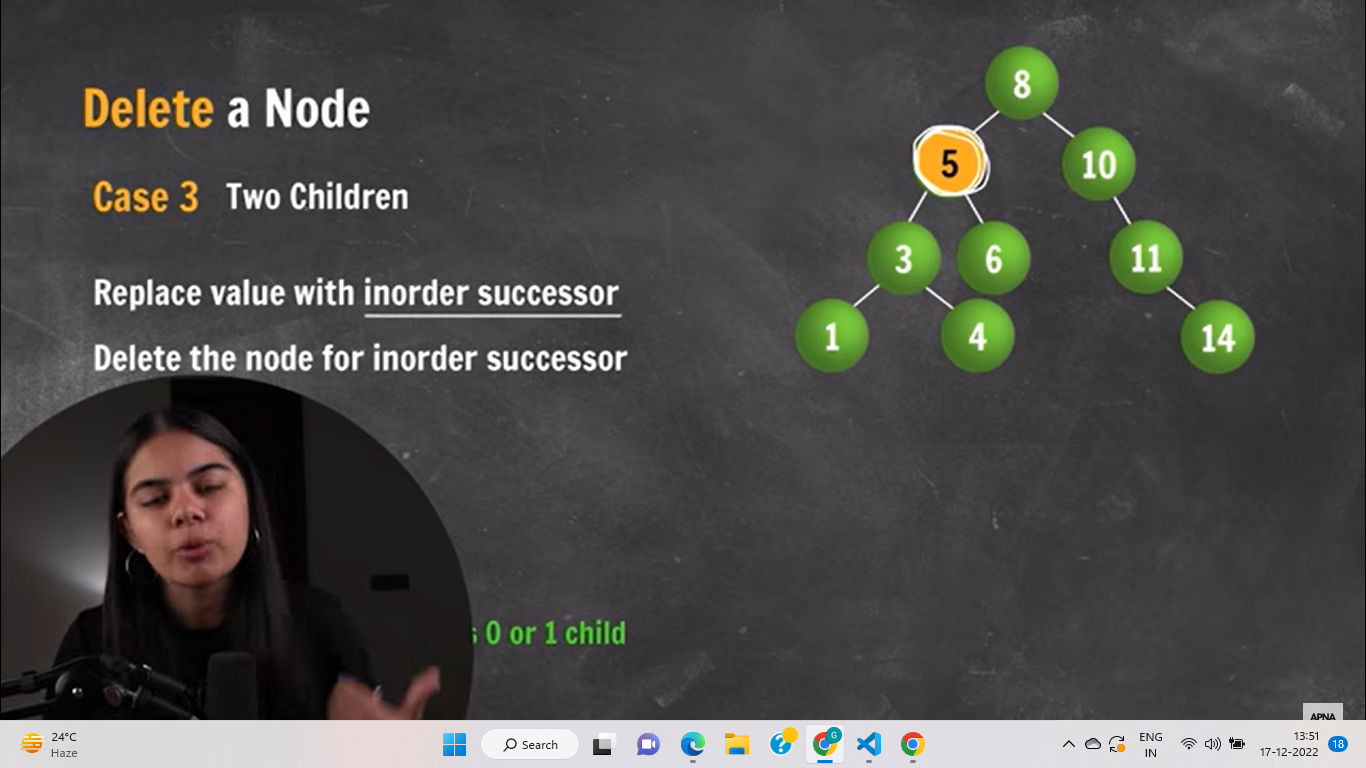 Delete a Node
Case 3 Two Children
Replace value with inorder successor
Delete the node for inorder successor
0 or 1 child
8
5
10
3
6
11
1
4
14
APNA
24°C
Haze
Search
G
ENG
IN
13:51
17-12-2022
18